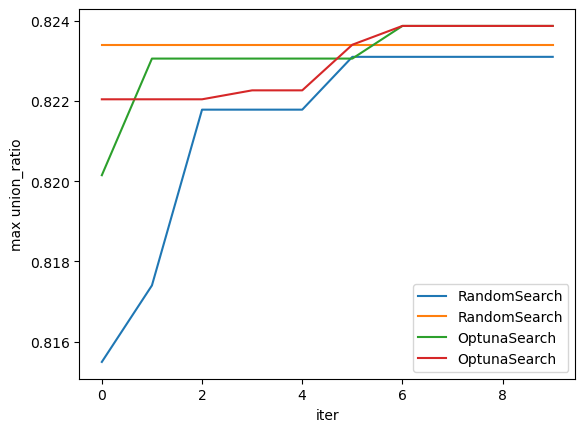 max union_ratio
0.824
0.822
0.820
0.818
0.816
0 2 4 6 8
iter
RandomSearch
RandomSearch
OptunaSearch
OptunaSearch